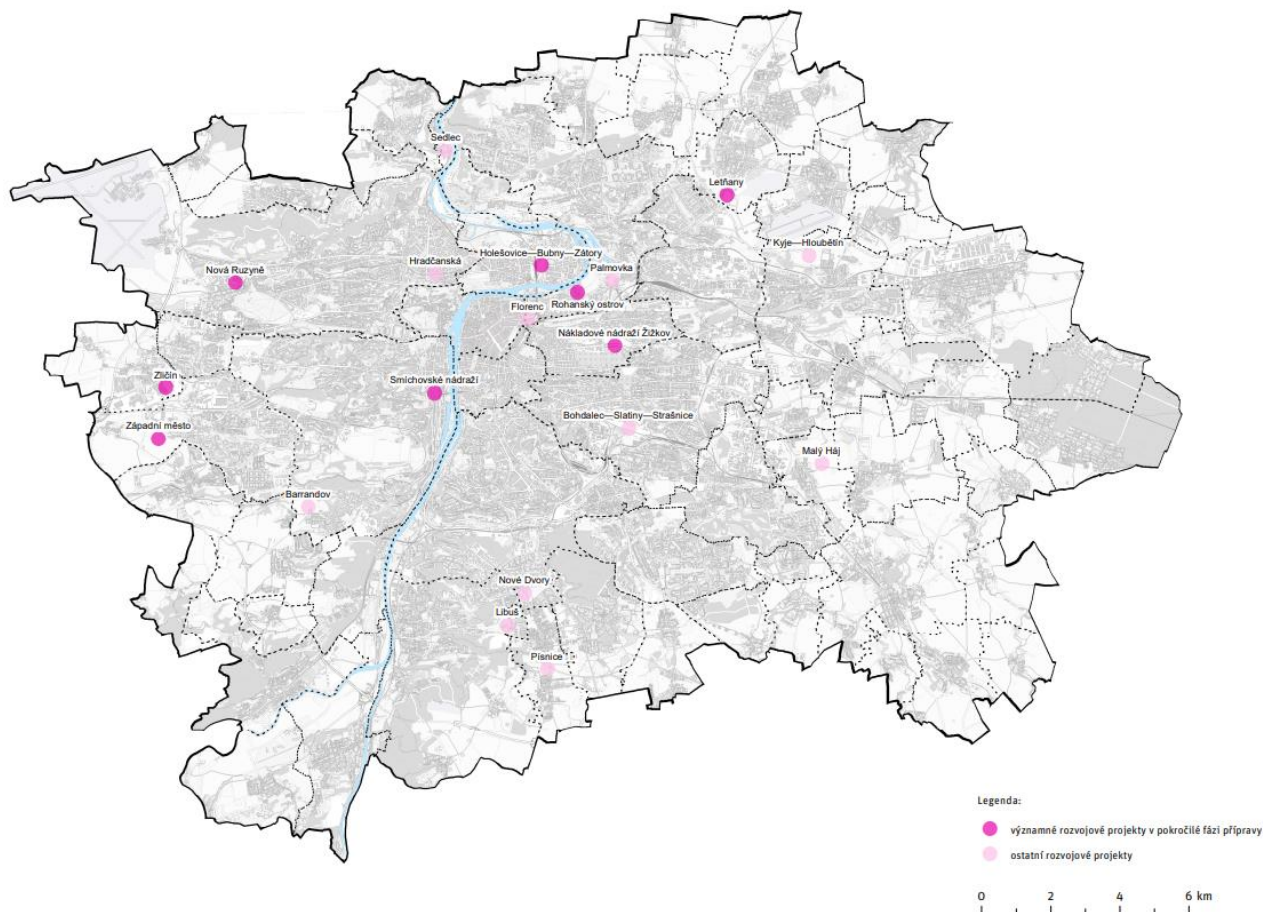 Sedlec
Letňany
Kyje—Hloubětín
Holešovice—Bubny—Zátory
Hradčanská
Palmovka
Nová Ruzyně
Rohanský ostrov
Florenc
Nákladové nádraží Žižkov
Zličín
Smíchovské nádraží
Bohdalec—Slatiny—Strašnice
Západní město
Malý Háj
Barrandov
Nové Dvory
Libuš
Písnice
Legenda:
významné rozvojové projekty v pokročilé fázi přípravy
ostatní rozvojové projekty
0 2 4 6 km